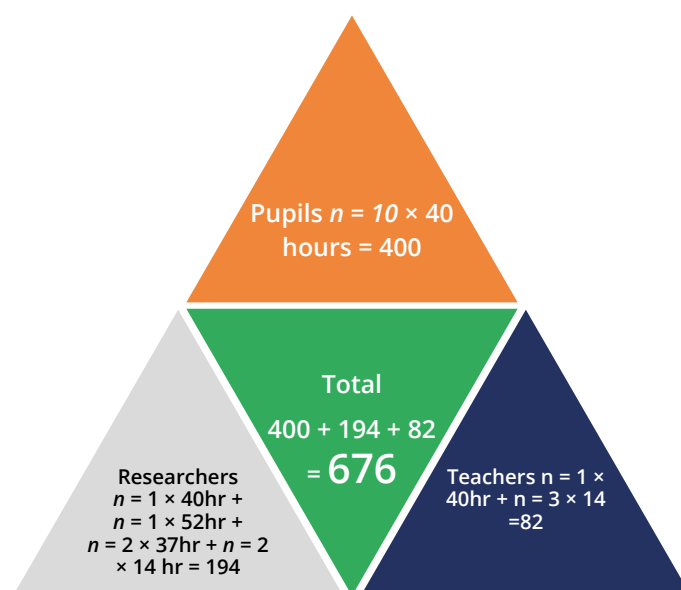 Pupils n = 10 × 40
hours = 400
Total
400 + 194 + 82
= 676
Researchers
n = 1 × 40hr +
n = 1 × 52hr +
n = 2 × 37hr + n = 2
× 14 hr = 194
Teachers n = 1 ×
40hr + n = 3 × 14
=82